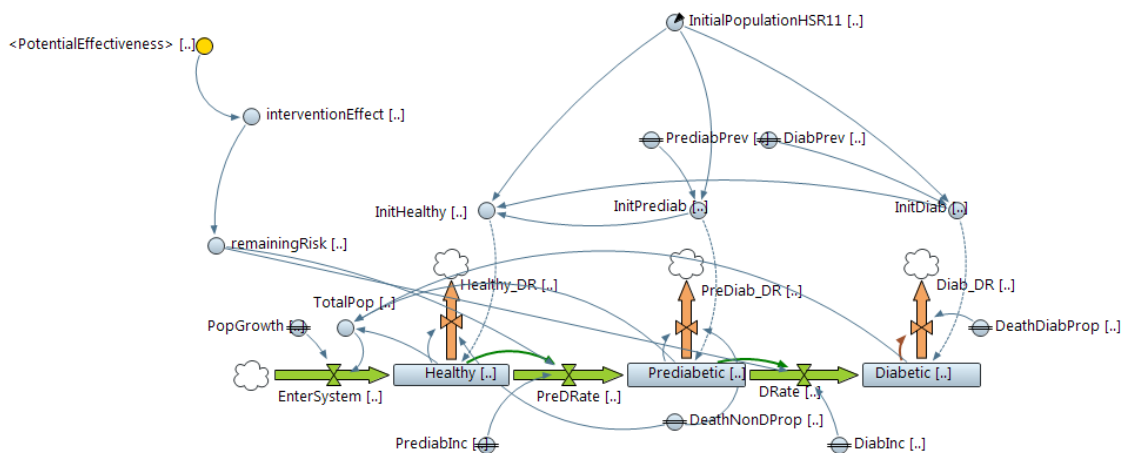 InitialPopulationHSR11 [..]
<PotentialEffectiveness> [..]
interventionEffect [..]
PrediabPrev [..]
DiabPrev [..]
InitHealthy [..]
InitPrediab [..]
InitDiab [..]
remainingRisk [..]
Healthy_DR [..]
PreDiab_DR [..]
Diab_DR [..]
TotalPop [..]
PopGrowth [..]
DeathDiabProp [..]
Healthy [..]
Prediabetic [..]
Diabetic [..]
EnterSystem [..]
PreDRate [..]
DRate [..]
DeathNonDProp [..]
PrediabInc [..]
DiabInc [..]